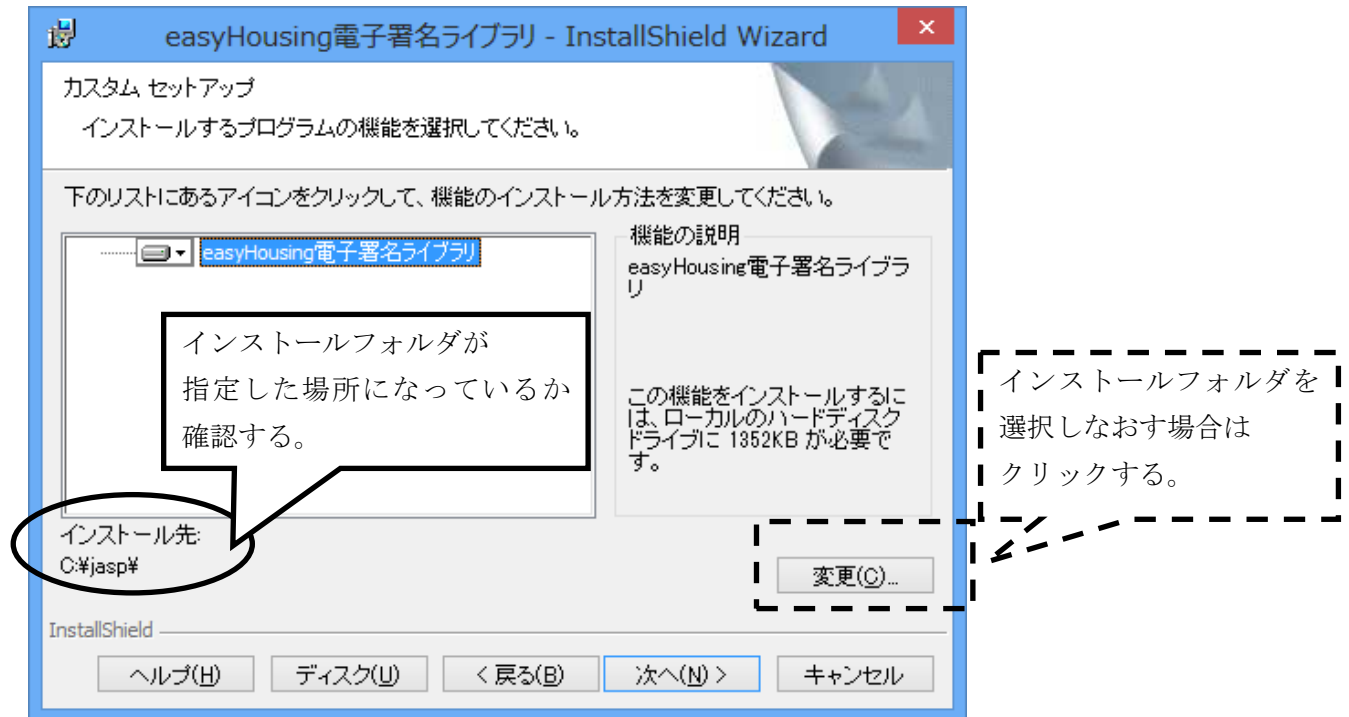 easyHousing電子署名ライブラリ - InstallShield Wizard
カスタム セットアップ
インストールするプログラムの機能を選択してください。
下のリストにあるアイコンをクリックして、機能のインストール方法を変更してください。
easyHousing電子署名ライブラリ
機能の説明
easyHousing電子署名ライブラ
リ
この機能をインストールするに
は、ローカルのハードディスク
ドライブに 1352KB が必要で
す。
インストールフォルダが
指定した場所になっているか
確認する。
インストールフォルダを
選択しなおす場合は
クリックする。
インストール先:
C:¥jasp¥
変更(C)...
InstallShield
ヘルプ(H)
ディスク(U)
< 戻る(B)
次へ(N) >
キャンセル